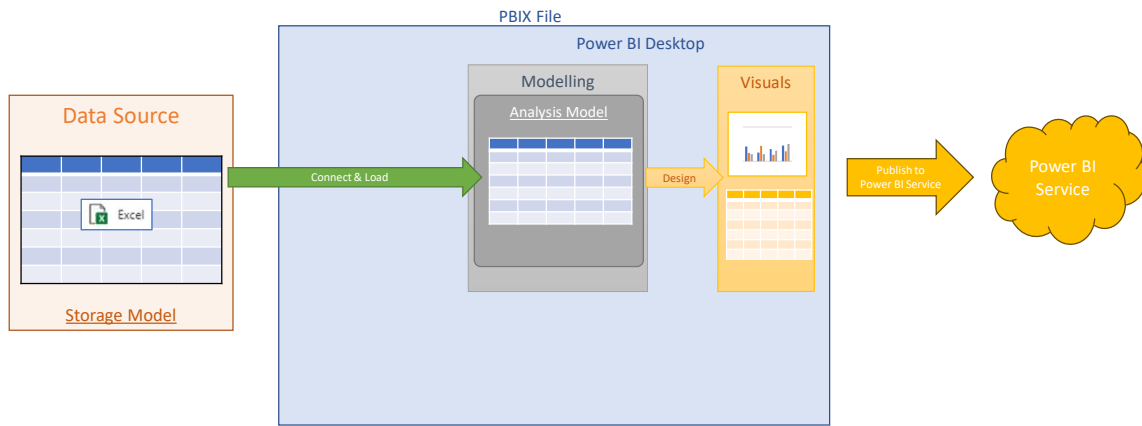 PBIX File
Power BI Desktop
Data Source
Excel
Storage Model
Connect & Load
Modelling
Analysis Model
Design
Visuals
Publish to
Power BI Service
Power BI
Service